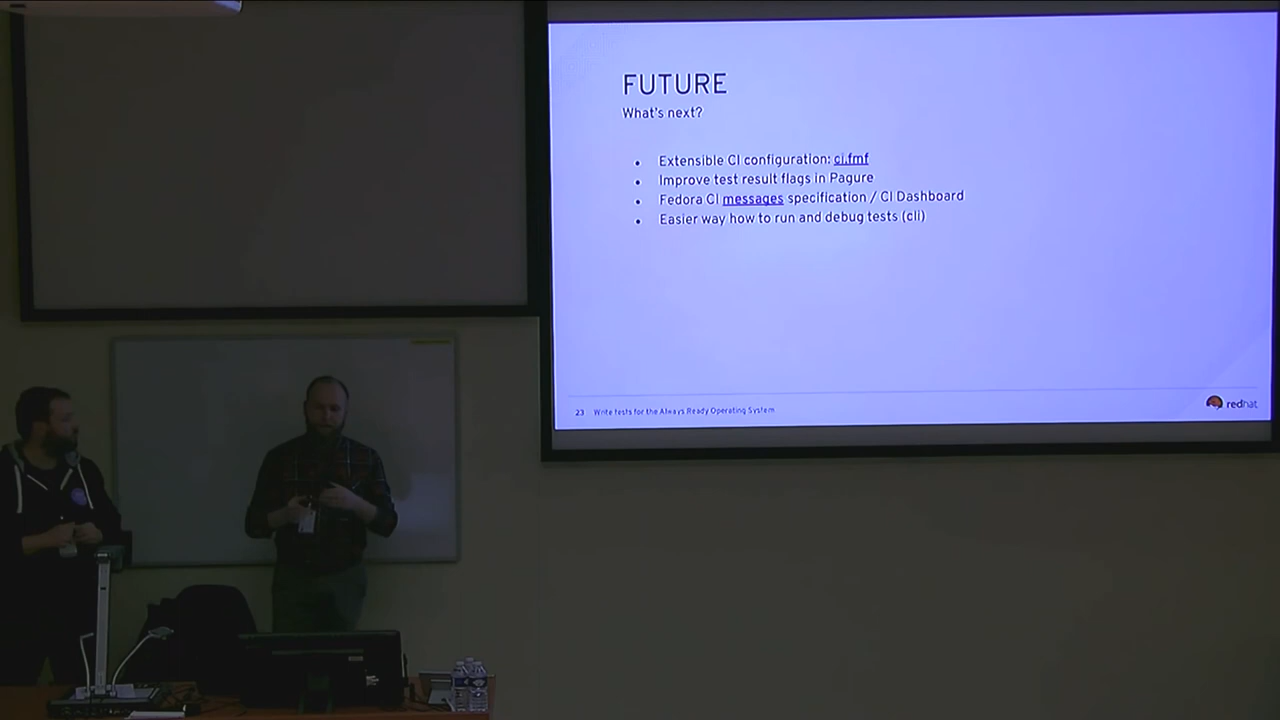 FUTURE
What's next?
• Extensible CI configuration: ci.fmf
• Improve test result flags in Pagure
• Fedora CI messages specification / CI Dashboard
• Easier way how to run and debug tests (cli)
23 Write tests for the Always Ready Operating System
redhat